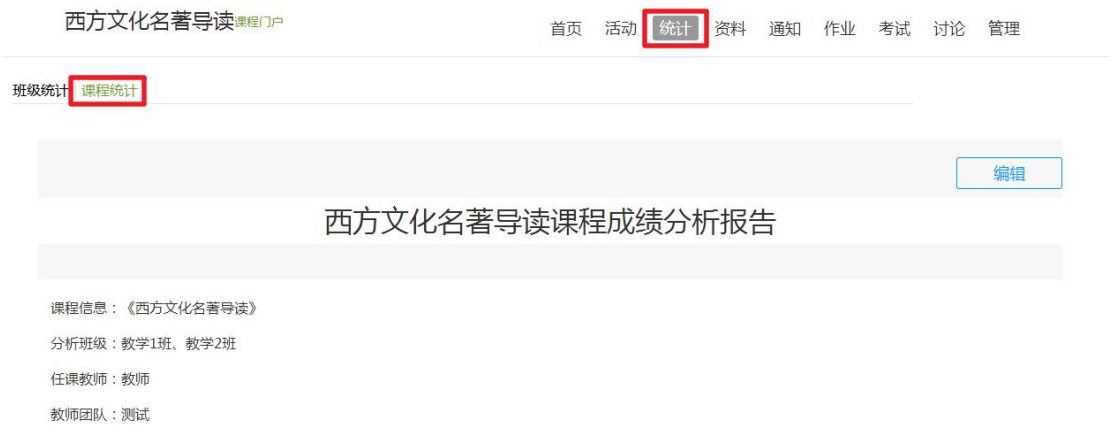 西方文化名著导读课程门户
首页 活动 统计 资料 通知 作业 考试 讨论 管理
班级统计 课程统计
编辑
西方文化名著导读课程成绩分析报告
课程信息：《西方文化名著导读》
分析班级：教学1班、教学2班
任课教师：教师
教师团队：测试